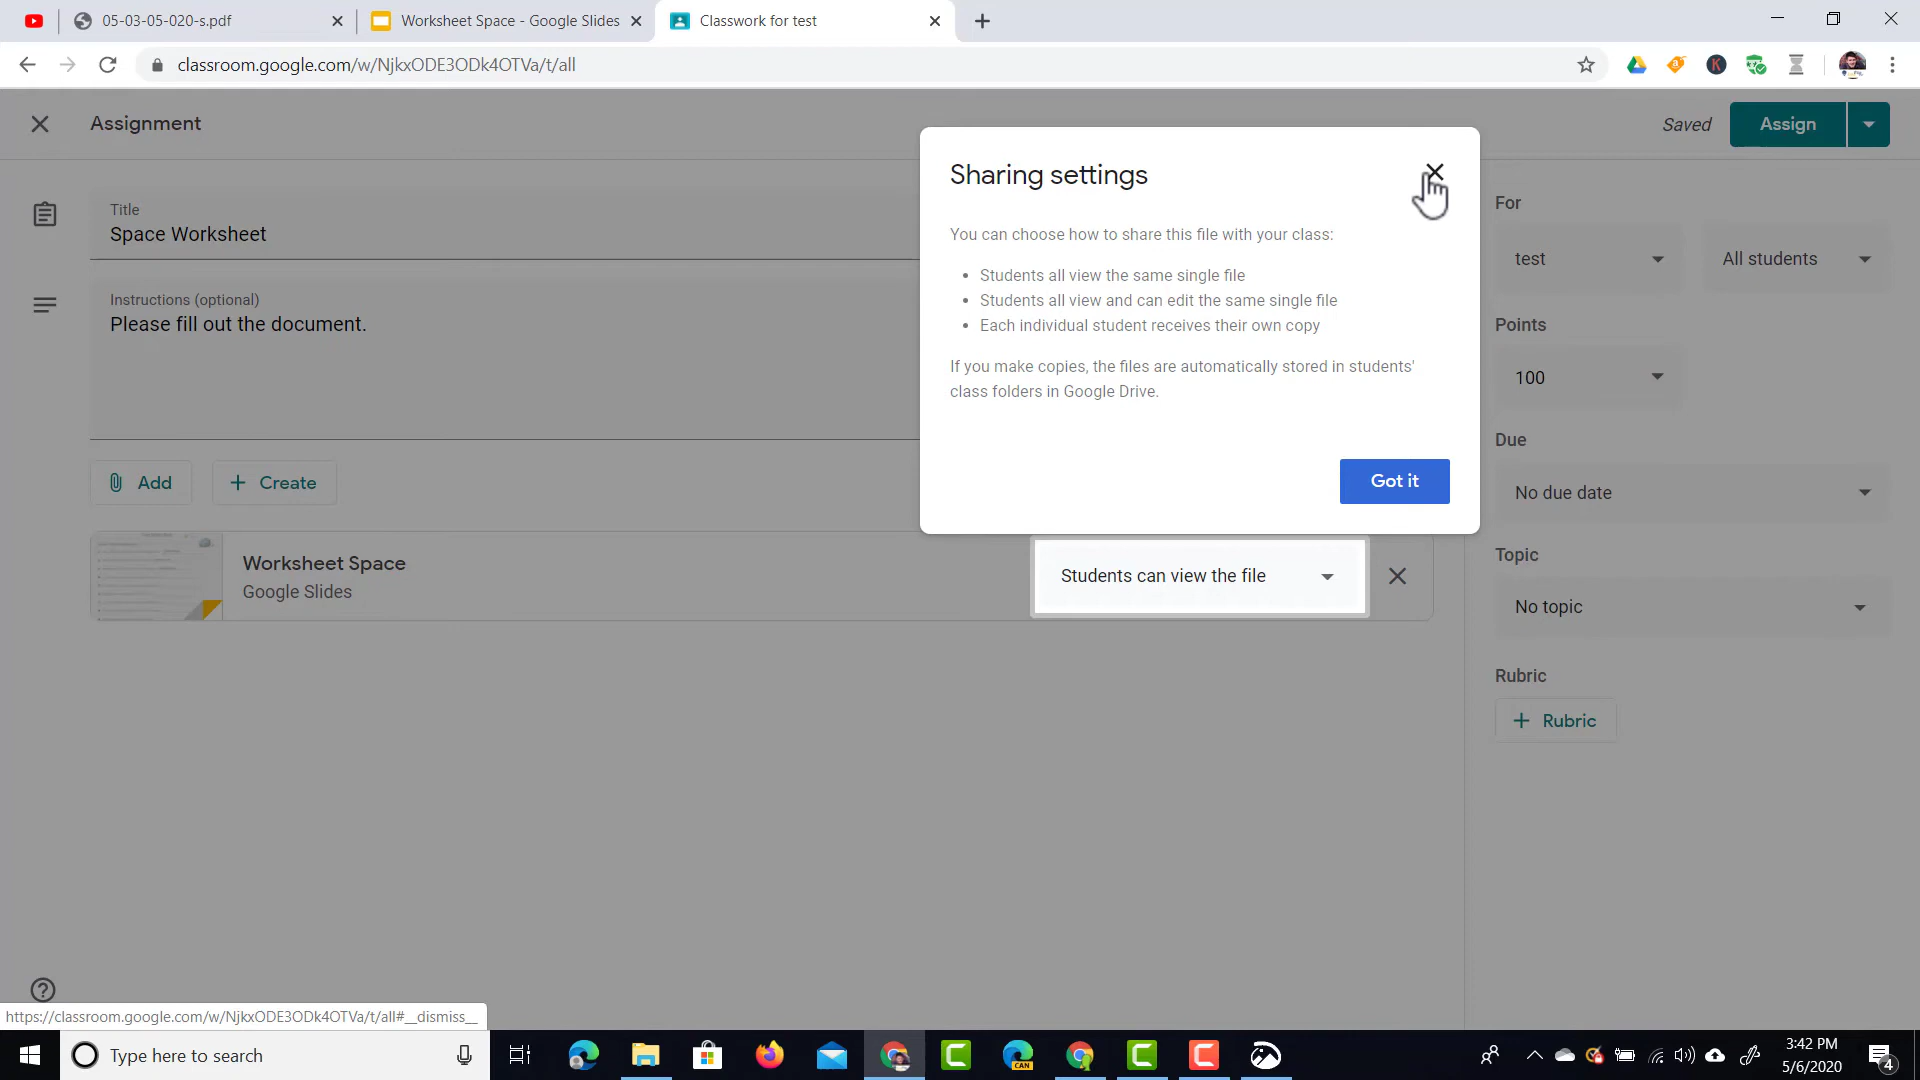 05-03-05-020-s.pdf
Worksheet Space - Google Slides
Classwork for test
classroom.google.com/w/NjkxODE3ODk4OTVa/t/all
Assignment
Saved
Assign
Sharing settings
You can choose how to share this file with your class:
• Students all view the same single file
• Students all view and can edit the same single file
• Each individual student receives their own copy
If you make copies, the files are automatically stored in students'
class folders in Google Drive.
Got it
Title
Space Worksheet
Instructions (optional)
Please fill out the document.
Add
Create
Worksheet Space
Google Slides
Students can view the file
For
test
All students
Points
100
Due
No due date
Topic
No topic
Rubric
Rubric
https://classroom.google.com/w/NjkxODE3ODk4OTVa/t/all#__dismiss__
Type here to search
CAN
3:42 PM
5/6/2020
4